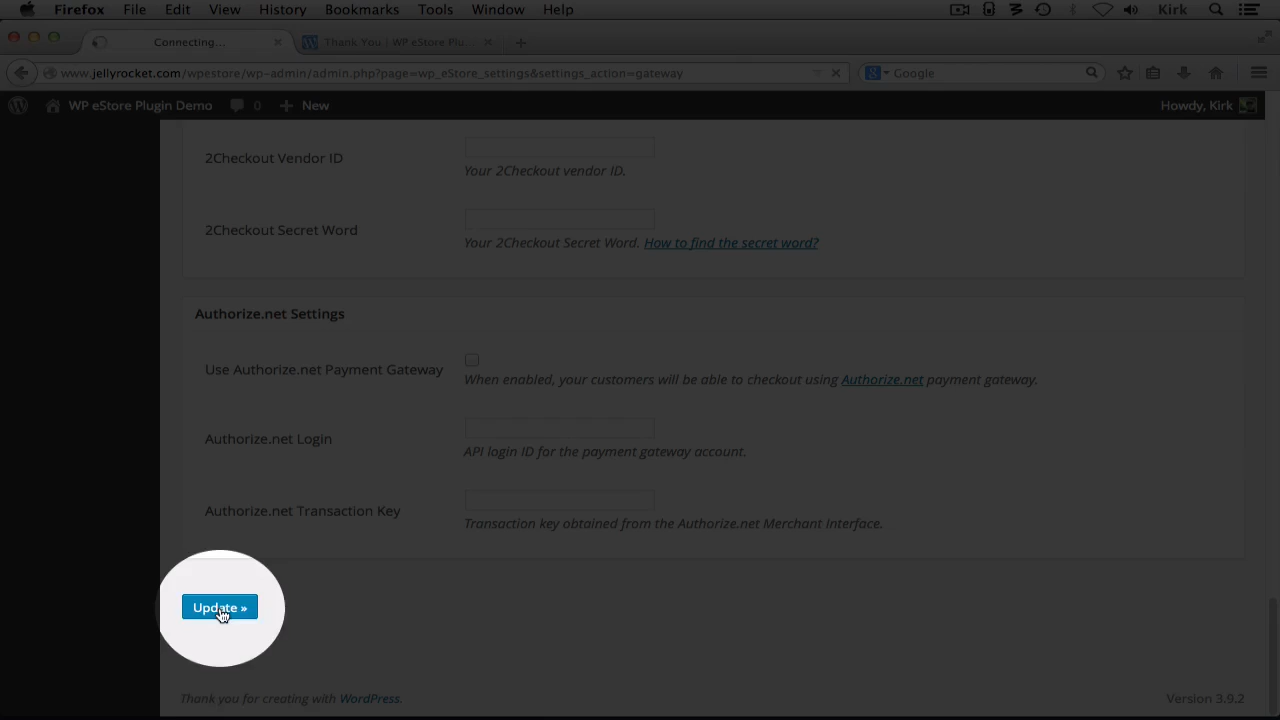 Firefox File Edit View History Bookmarks Tools Window Help Kirk
Connecting... Thank You | WP eStore Plu...
www.jellyrocket.com/wpestore/wp-admin/admin.php?page=wp_eStore_settings&settings_action=gateway Google
WP eStore Plugin Demo 0 New Howdy, Kirk
2Checkout Vendor ID
Your 2Checkout vendor ID.
2Checkout Secret Word
Your 2Checkout Secret Word. How to find the secret word?
Authorize.net Settings
Use Authorize.net Payment Gateway
When enabled, your customers will be able to checkout using Authorize.net payment gateway.
Authorize.net Login
API login ID for the payment gateway account.
Authorize.net Transaction Key
Transaction key obtained from the Authorize.net Merchant Interface.
Update »
Thank you for creating with WordPress. Version 3.9.2